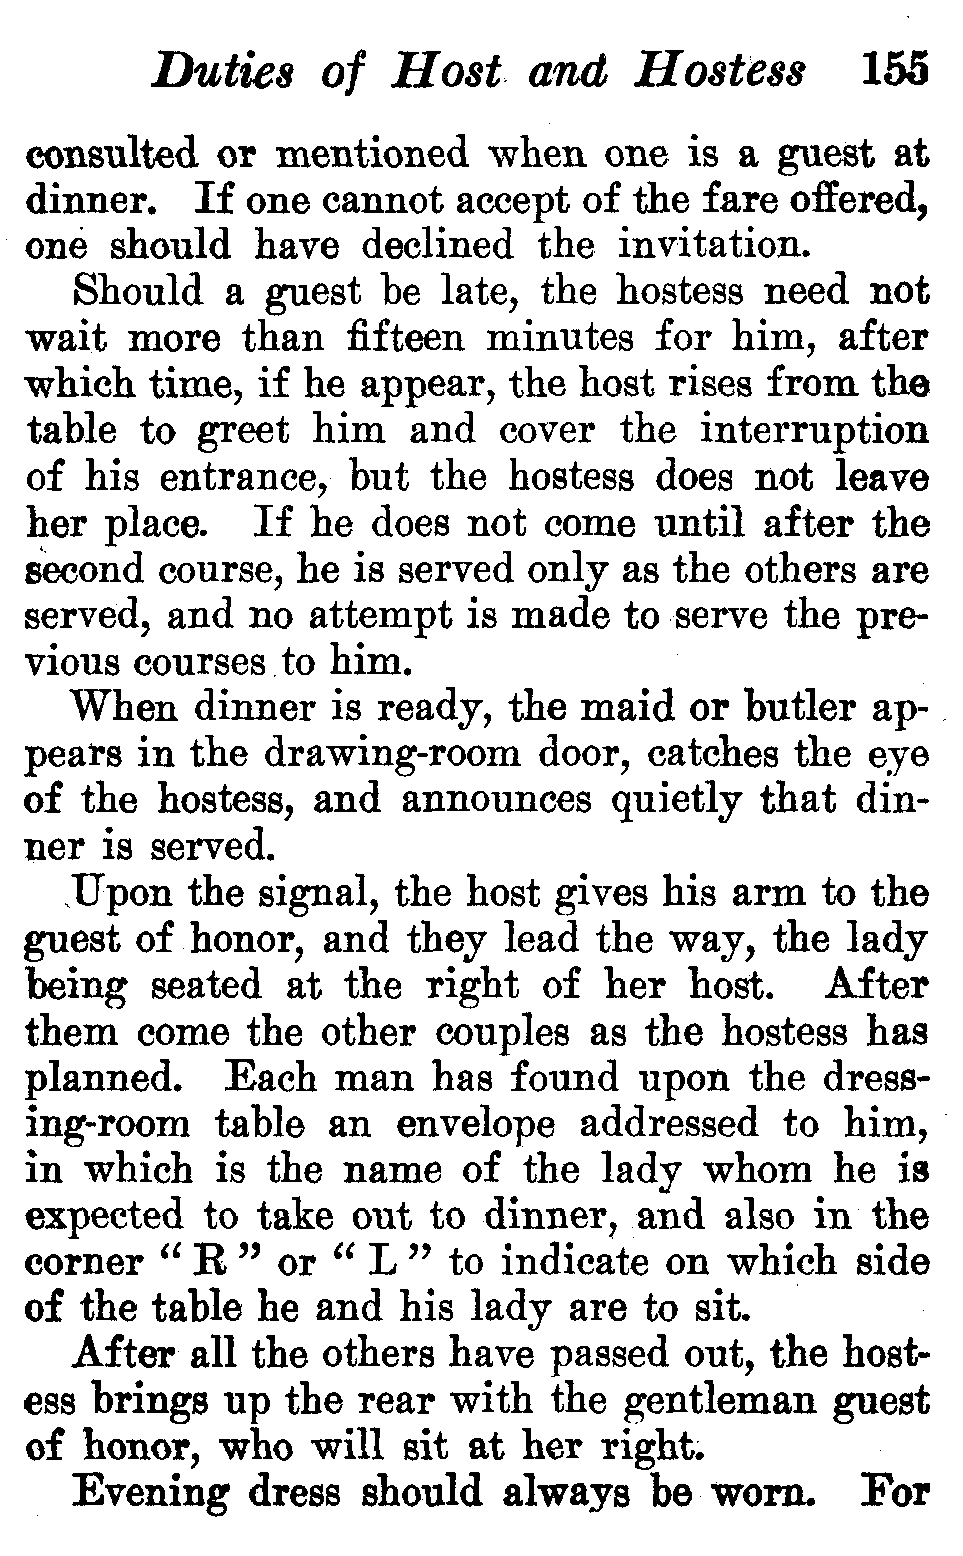 Duties of Host and Hostess 155
consulted or mentioned when one is a guest at
dinner. If one cannot accept of the fare offered,
one should have declined the invitation.
Should a guest be late, the hostess need not
wait more than fifteen minutes for him, after
which time, if he appear, the host rises from the
table to greet him and cover the interruption
of his entrance, but the hostess does not leave
her place. If he does not come until after the
second course, he is served only as the others are
served, and no attempt is made to serve the pre-
vious courses to him.
When dinner is ready, the maid or butler ap-
pears in the drawing-room door, catches the eye
of the hostess, and announces quietly that din-
ner is served.
Upon the signal, the host gives his arm to the
guest of honor, and they lead the way, the lady
being seated at the right of her host. After
them come the other couples as the hostess has
planned. Each man has found upon the dress-
ing-room table an envelope addressed to him,
in which is the name of the lady whom he is
expected to take out to dinner, and also in the
corner "R" or "L" to indicate on which side
of the table he and his lady are to sit.
After all the others have passed out, the host-
ess brings up the rear with the gentleman guest
of honor, who will sit at her right.
Evening dress should always be worn. For